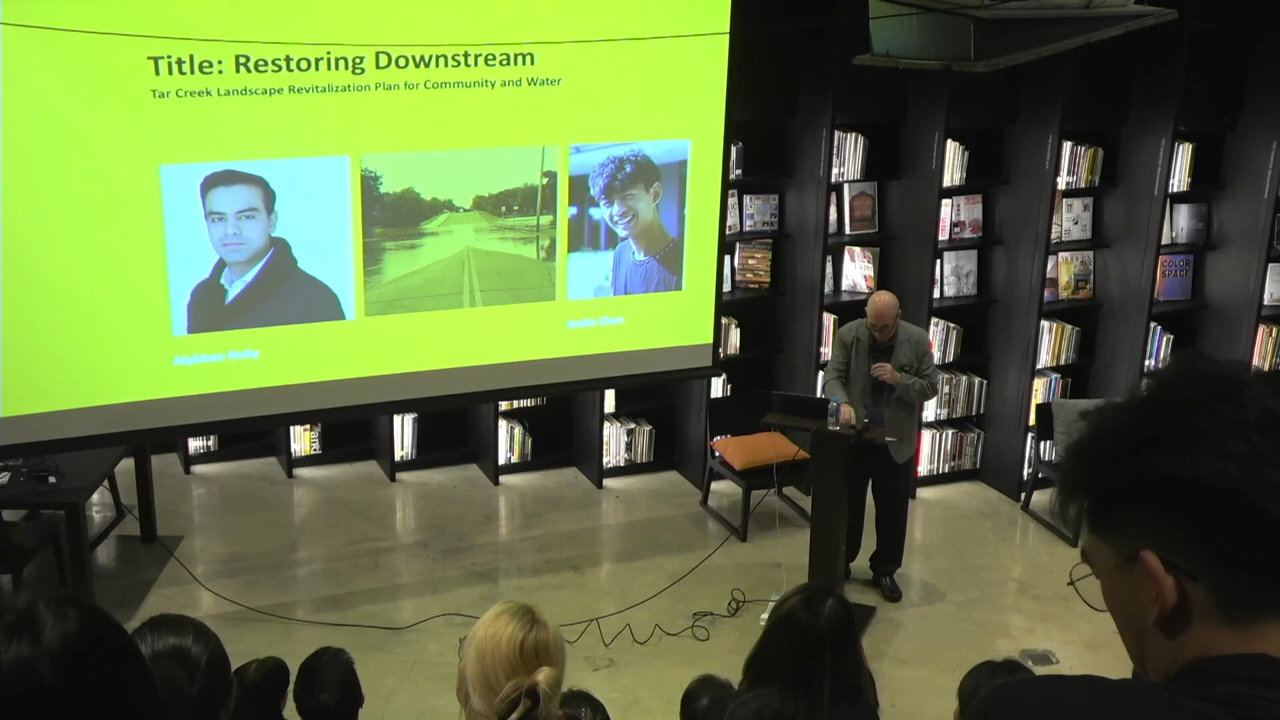 Title: Restoring Downstream
Tar Creek Landscape Revitalization Plan for Community and Water
COLOR
SPACE